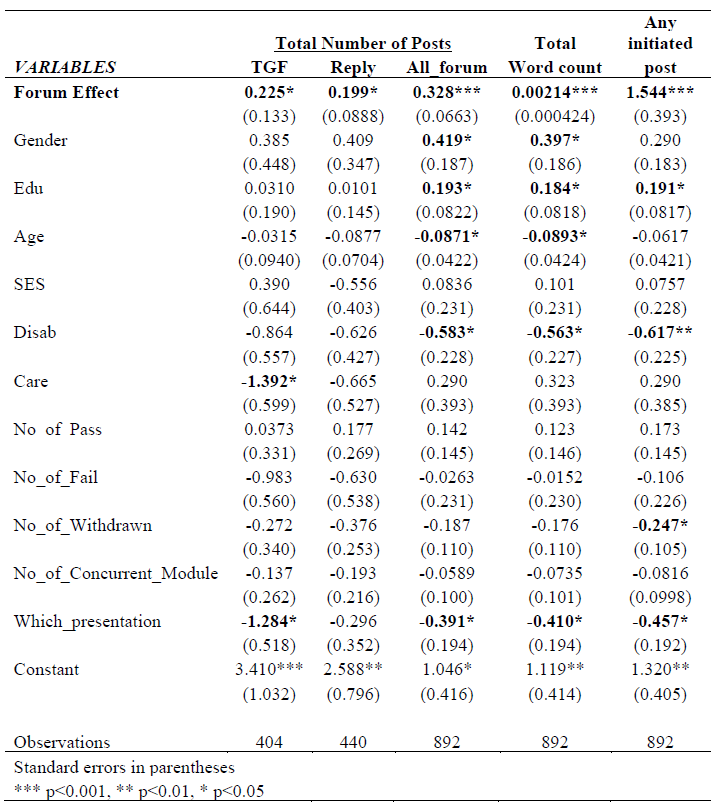 Total Number of Posts Total Any initiated
VARIABLES TGF Reply All_forum Word count post
Forum Effect 0.225* 0.199* 0.328*** 0.00214*** 1.544***
(0.133) (0.0888) (0.0663) (0.000424) (0.393)
Gender 0.385 0.409 0.419* 0.397* 0.290
(0.448) (0.347) (0.187) (0.186) (0.183)
Edu 0.0310 0.0101 0.193* 0.184* 0.191*
(0.190) (0.145) (0.0822) (0.0818) (0.0817)
Age -0.0315 -0.0877 -0.0871* -0.0893* -0.0617
(0.0940) (0.0704) (0.0422) (0.0424) (0.0421)
SES 0.390 -0.556 0.0836 0.101 0.0757
(0.644) (0.403) (0.231) (0.231) (0.228)
Disab -0.864 -0.626 -0.583* -0.563* -0.617**
(0.557) (0.427) (0.228) (0.227) (0.225)
Care -1.392* -0.665 0.290 0.323 0.290
(0.599) (0.527) (0.393) (0.393) (0.385)
No_of_Pass 0.0373 0.177 0.142 0.123 0.173
(0.331) (0.269) (0.145) (0.146) (0.145)
No_of_Fail -0.983 -0.630 -0.0263 -0.0152 -0.106
(0.560) (0.538) (0.231) (0.230) (0.226)
No_of_Withdrawn -0.272 -0.376 -0.187 -0.176 -0.247*
(0.340) (0.253) (0.110) (0.110) (0.105)
No_of_Concurrent_Module -0.137 -0.193 -0.0589 -0.0735 -0.0816
(0.262) (0.216) (0.100) (0.101) (0.0998)
Which_presentation -1.284* -0.296 -0.391* -0.410* -0.457*
(0.518) (0.352) (0.194) (0.194) (0.192)
Constant 3.410*** 2.588** 1.046* 1.119** 1.320**
(1.032) (0.796) (0.416) (0.414) (0.405)
Observations 404 440 892 892 892
Standard errors in parentheses
*** p<0.001, ** p<0.01, * p<0.05